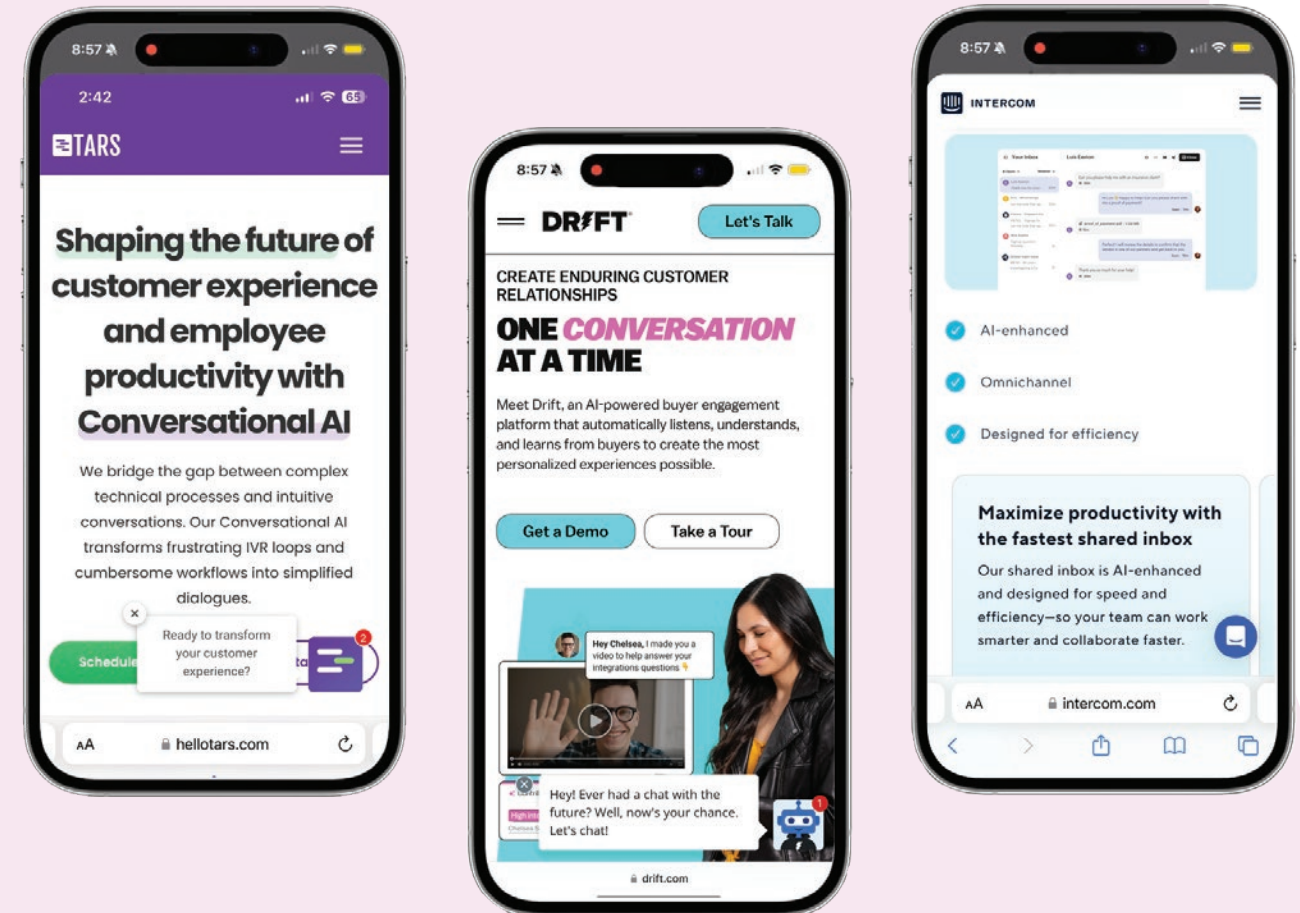 8:57
2:42
65
TARS
Shaping the future of
customer experience
and employee
productivity with
Conversational AI
We bridge the gap between complex
technical processes and intuitive
conversations. Our Conversational AI
transforms frustrating IVR loops and
cumbersome workflows into simplified
dialogues.
Schedule
Ready to transform
your customer
experience?
2
AA
hellotars.com
8:57
DRIFT
Let's Talk
CREATE ENDURING CUSTOMER
RELATIONSHIPS
ONE CONVERSATION
AT A TIME
Meet Drift, an AI-powered buyer engagement
platform that automatically listens, understands,
and learns from buyers to create the most
personalized experiences possible.
Get a Demo
Take a Tour
Hey Chelsea, I made you a
video to help answer your
integrations questions
Hey! Ever had a chat with the
future? Well, now's your chance.
Let's chat!
1
drift.com
8:57
INTERCOM
Your Inbox
AI-enhanced
Omnichannel
Designed for efficiency
Maximize productivity with
the fastest shared inbox
Our shared inbox is AI-enhanced
and designed for speed and
efficiency—so your team can work
smarter and collaborate faster.
AA
intercom.com